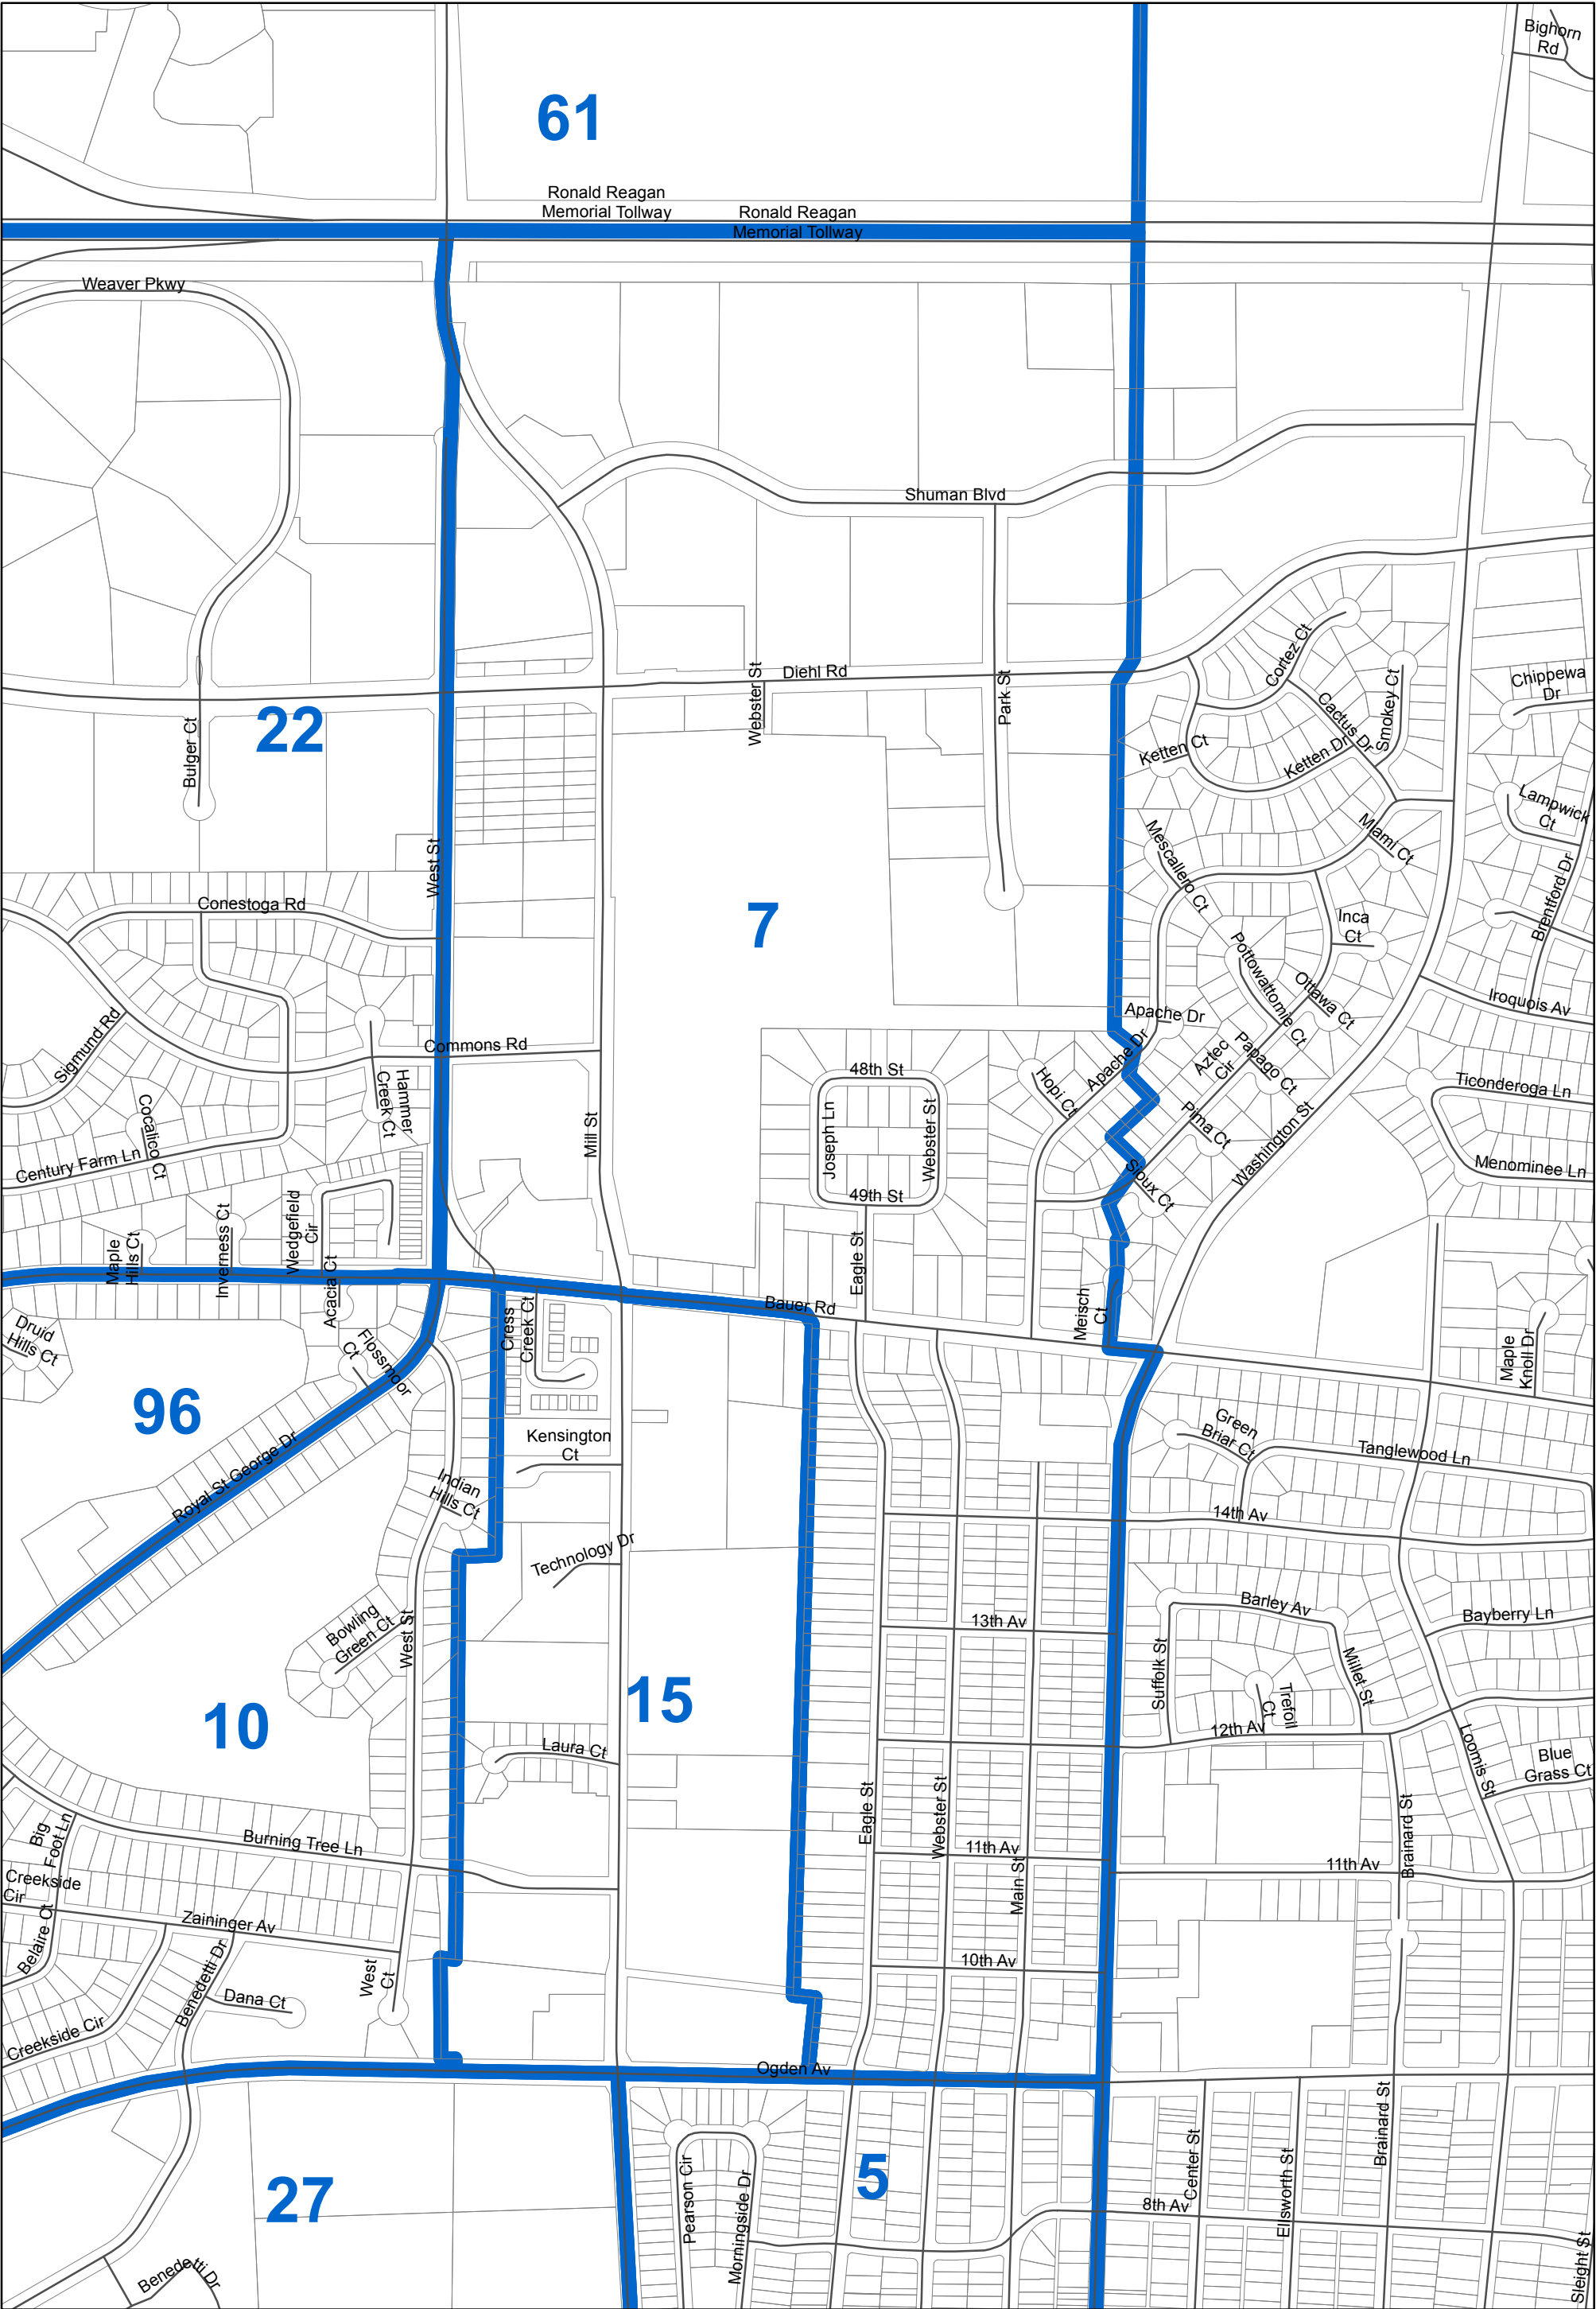 Bighorn
Rd
61
Ronald Reagan
Memorial Tollway
Ronald Reagan
Memorial Tollway
Weaver Pkwy
Shuman Blvd
Cortez Ct
Diehl Rd
Webster St
Park St
Smokey Ct
Chippewa
Dr
Cactus Dr
22
Bulger Ct
Ketten Ct
Ketten Dr
Lampwick
Ct
Miami Ct
Mescallero Ct
West St
Conestoga Rd
7
Brentford Dr
Inca
Ct
Pottowattomie Ct
Ottawa Ct
Iroquois Av
Apache Dr
Sigmund Rd
Commons Rd
Apache Dr
Aztec
Cir
Papago Ct
48th St
Hopi Ct
Hammer
Creek Ct
Ticonderoga Ln
Cocalico Ct
Mill St
Joseph Ln
Webster St
Pima Ct
Washington St
Century Farm Ln
Menominee Ln
Sioux Ct
49th St
Wedgefield
Cir
Inverness Ct
Maple
Hills Ct
Eagle St
Acacia Ct
Bauer Rd
Meisch
Ct
Cress
Creek Ct
Druid
Hills Ct
Flossmoor
Ct
Maple
Knoll Dr
96
Green
Briar Ct
Kensington
Ct
Tanglewood Ln
Royal St George Dr
Indian
Hills Ct
14th Av
Technology Dr
Barley Av
Bayberry Ln
Bowling
Green Ct
West St
13th Av
Suffolk St
Millet St
15
10
Trefoil
Ct
12th Av
Laura Ct
Loomis St
Blue
Grass Ct
Big
Foot Ln
Burning Tree Ln
Eagle St
Webster St
11th Av
Main St
Brainard St
11th Av
Creekside
Cir
Zaininger Av
Belaire Ct
Benedetti Dr
West
Ct
10th Av
Dana Ct
Creekside Cir
Ogden Av
5
27
Pearson Cir
Morningside Dr
Center St
Ellsworth St
Brainard St
8th Av
Benedetti Dr
Sleight St